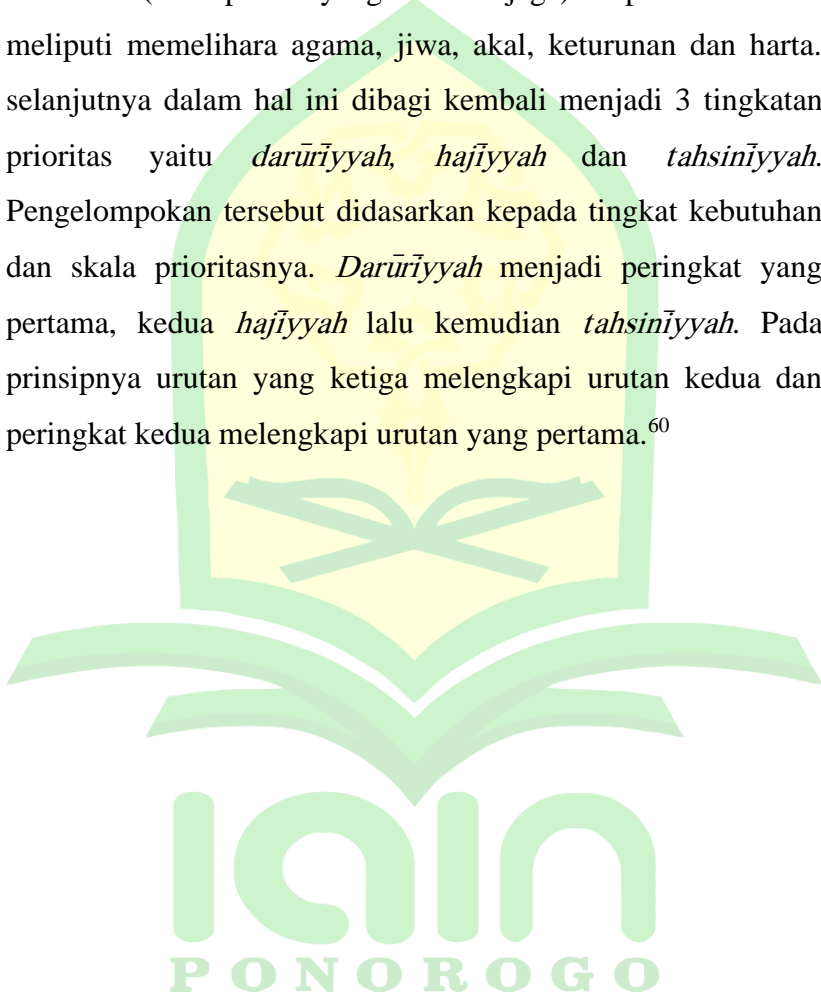 meliputi memelihara agama, jiwa, akal, keturunan dan harta.
selanjutnya dalam hal ini dibagi kembali menjadi 3 tingkatan
prioritas yaitu darūrīyyah, hajīyyah dan tahsinīyyah.
Pengelompokan tersebut didasarkan kepada tingkat kebutuhan
dan skala prioritasnya. Darūrīyyah menjadi peringkat yang
pertama, kedua hajīyyah lalu kemudian tahsinīyyah. Pada
prinsipnya urutan yang ketiga melengkapi urutan kedua dan
peringkat kedua melengkapi urutan yang pertama.60
IAIN
PONOROGO